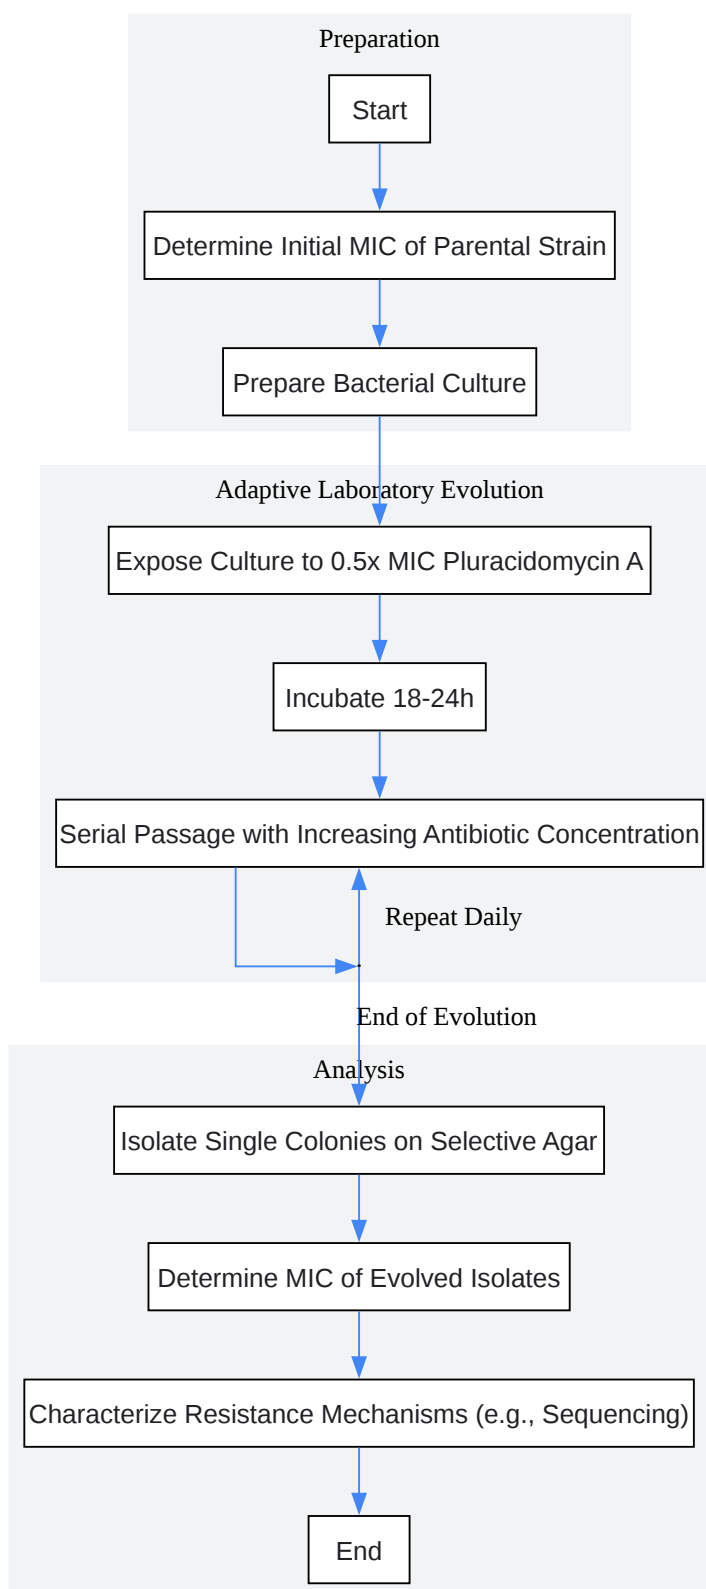 Preparation
Start
Determine Initial MIC of Parental Strain
Prepare Bacterial Culture
Adaptive Laboratory Evolution
Expose Culture to 0.5x MIC Pluracidomycin A
Incubate 18-24h
Serial Passage with Increasing Antibiotic Concentration
Repeat Daily
End of Evolution
Analysis
Isolate Single Colonies on Selective Agar
Determine MIC of Evolved Isolates
Characterize Resistance Mechanisms (e.g., Sequencing)
End